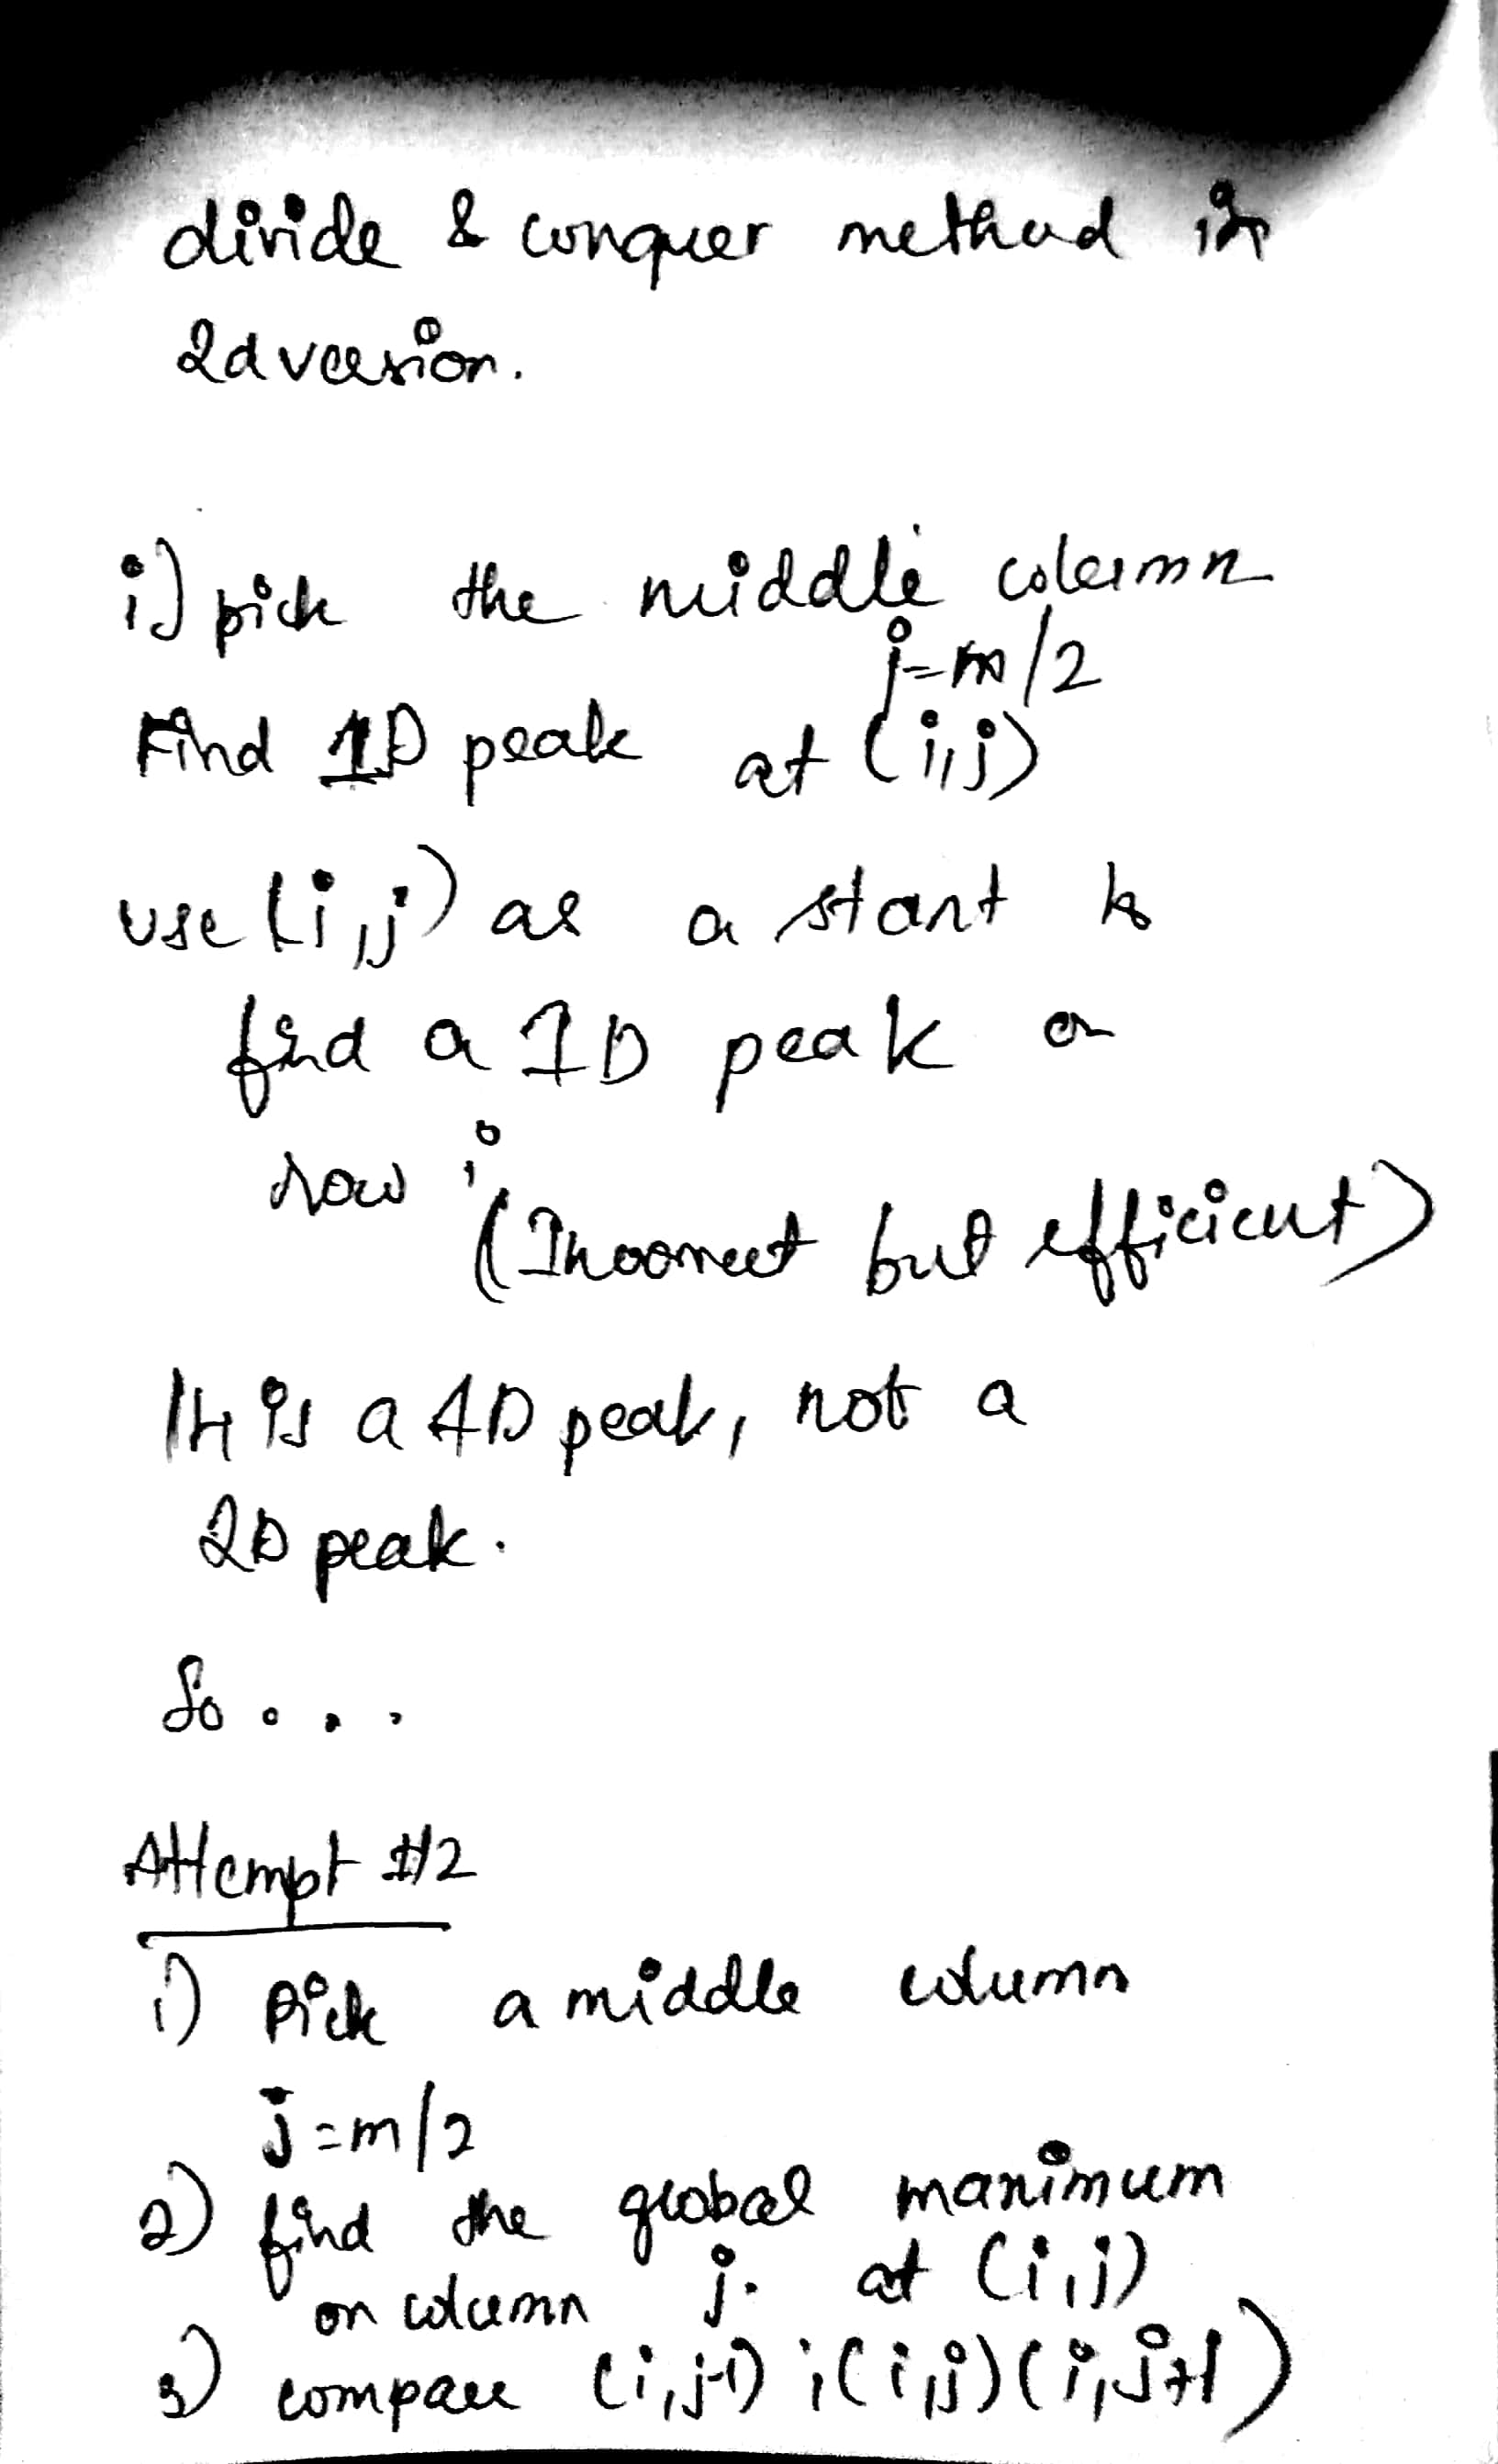 divide & conquer method in
2d version.
i) pick the middle column
j=m/2
Find 1D peak at (i,j)
use (i,j) as a start to
find a 1D peak on
row i
(Incorrect but efficient)
It is a 1D peak, not a
2D peak.
So....
Attempt #2
1) Pick a middle column
j=m/2
2) find the global maximum
on column j. at (i,j)
3) compare (i,j-1) ; (i,j) (i,j+1)